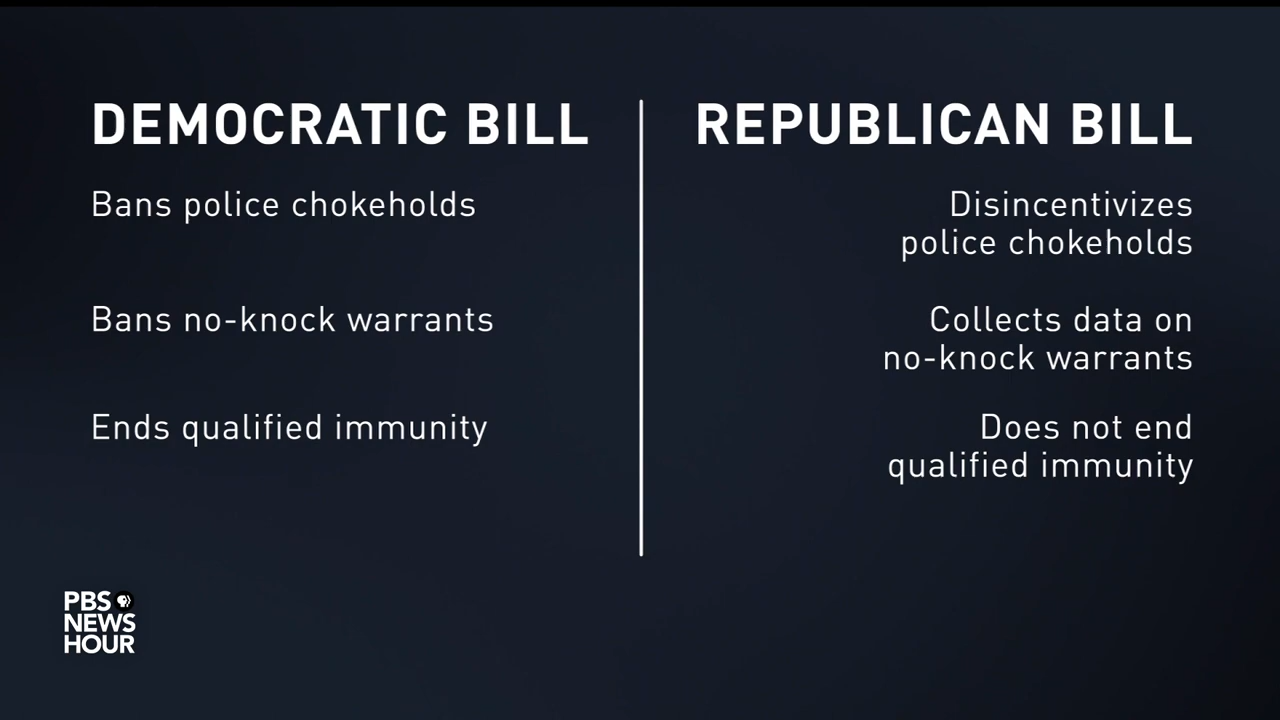 DEMOCRATIC BILL
Bans police chokeholds
Bans no-knock warrants
Ends qualified immunity
REPUBLICAN BILL
Disincentivizes
police chokeholds
Collects data on
no-knock warrants
Does not end
qualified immunity
PBS
NEWS
HOUR